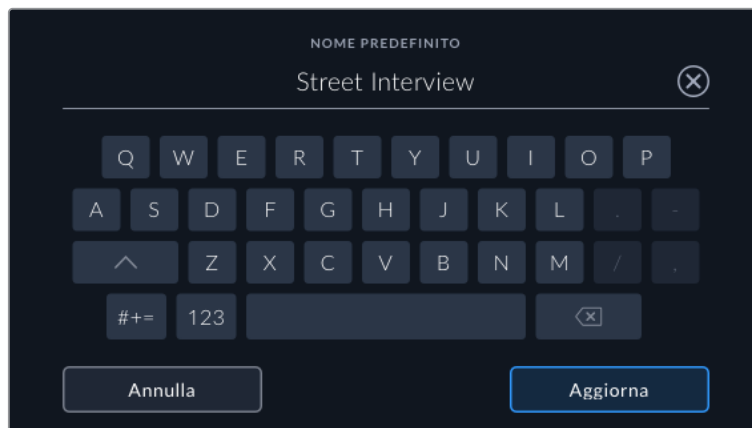 NOME PREDEFINITO
Street Interview
Q W E R T Y U I O P
A S D F G H J K L . -
Z X C V B N M / ,
#+= 123
Annulla Aggiorna